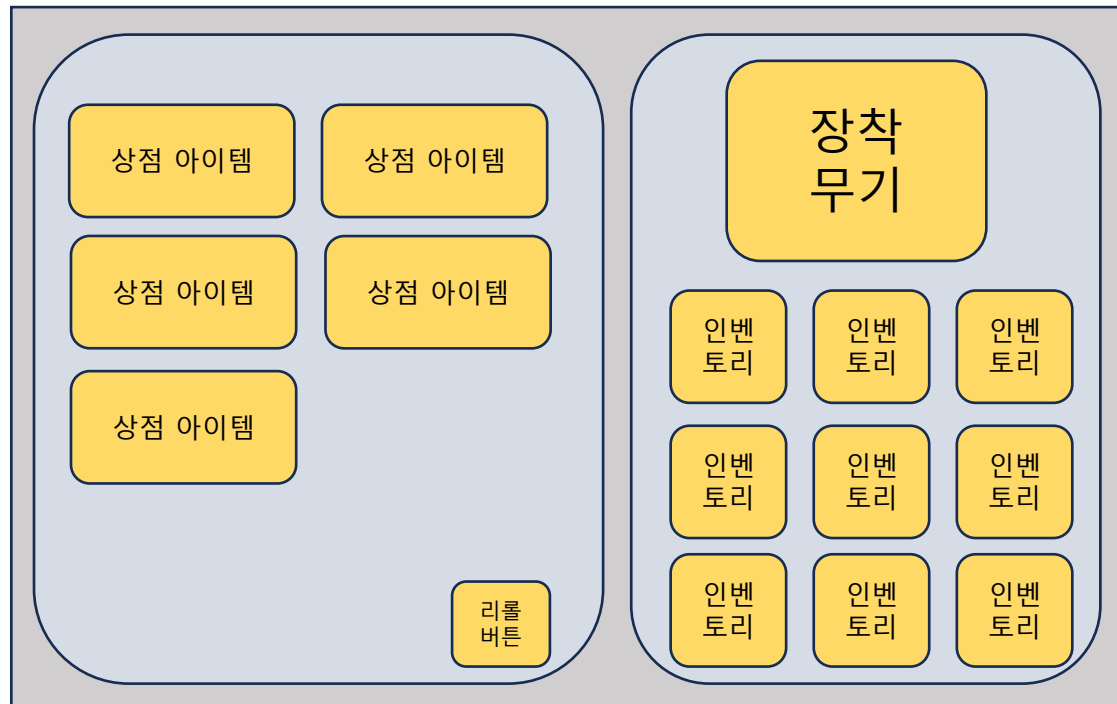 상점 아이템
상점 아이템
상점 아이템
상점 아이템
상점 아이템
리롤
버튼
장착
무기
인벤
토리
인벤
토리
인벤
토리
인벤
토리
인벤
토리
인벤
토리
인벤
토리
인벤
토리
인벤
토리